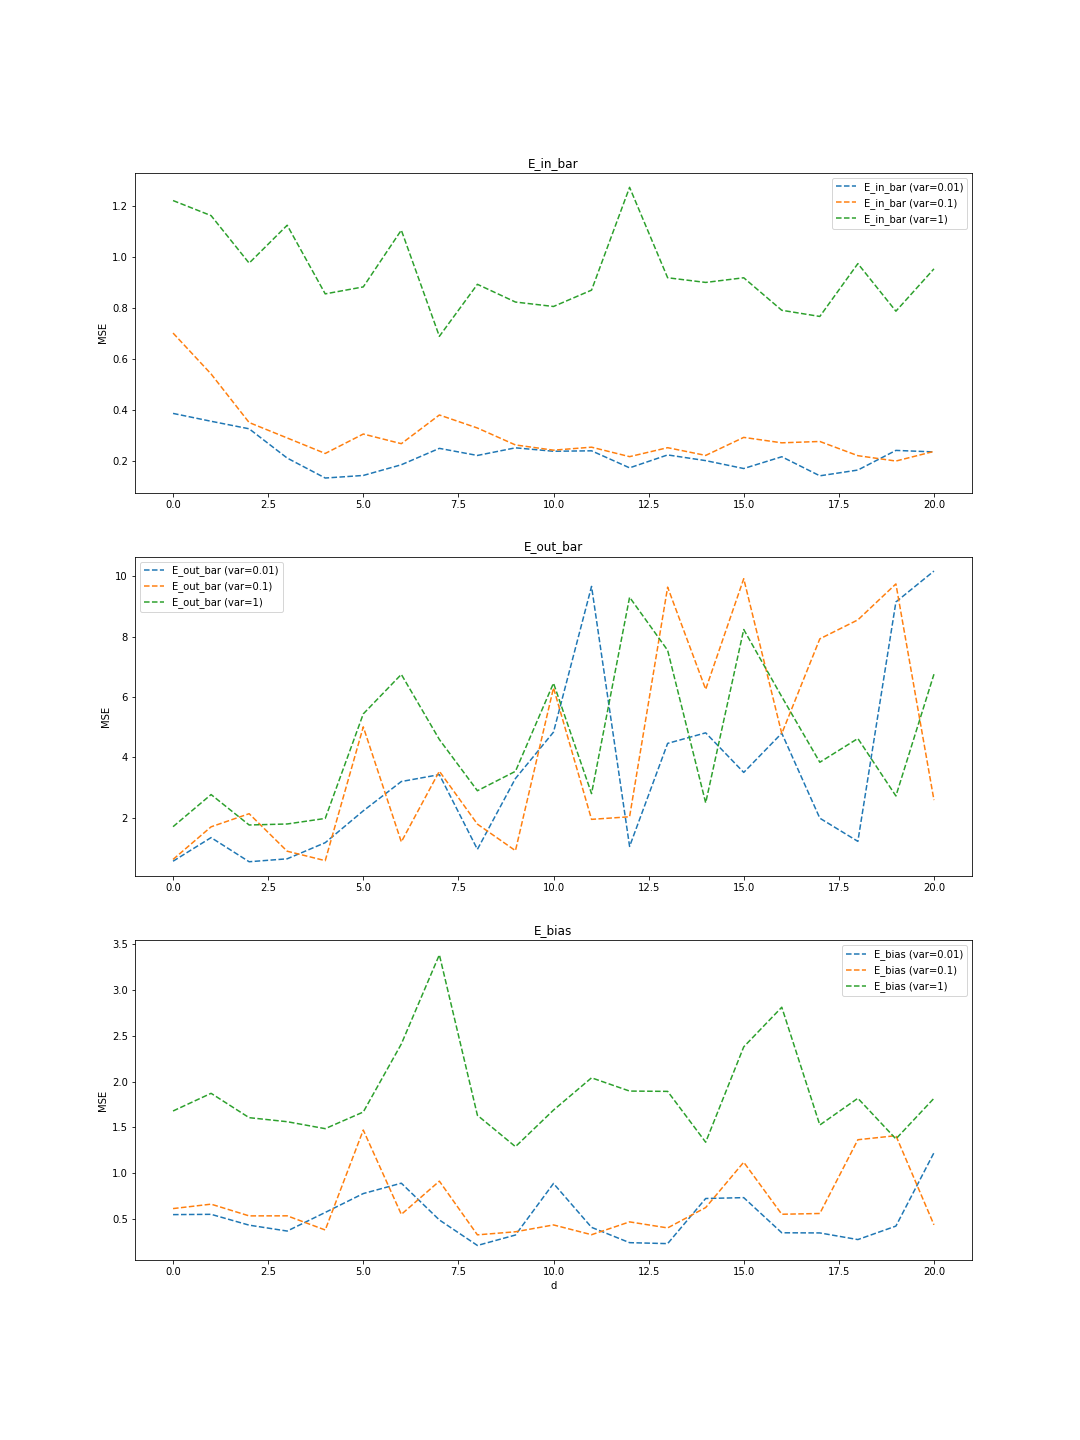 E_in_bar
E_in_bar (var=0.01)
E_in_bar (var=0.1)
E_in_bar (var=1)
MSE
1.2
1.0
0.8
0.6
0.4
0.2
0.0 2.5 5.0 7.5 10.0 12.5 15.0 17.5 20.0
E_out_bar
E_out_bar (var=0.01)
E_out_bar (var=0.1)
E_out_bar (var=1)
MSE
10
8
6
4
2
0.0 2.5 5.0 7.5 10.0 12.5 15.0 17.5 20.0
E_bias
E_bias (var=0.01)
E_bias (var=0.1)
E_bias (var=1)
MSE
3.5
3.0
2.5
2.0
1.5
1.0
0.5
0.0 2.5 5.0 7.5 10.0 12.5 15.0 17.5 20.0
d